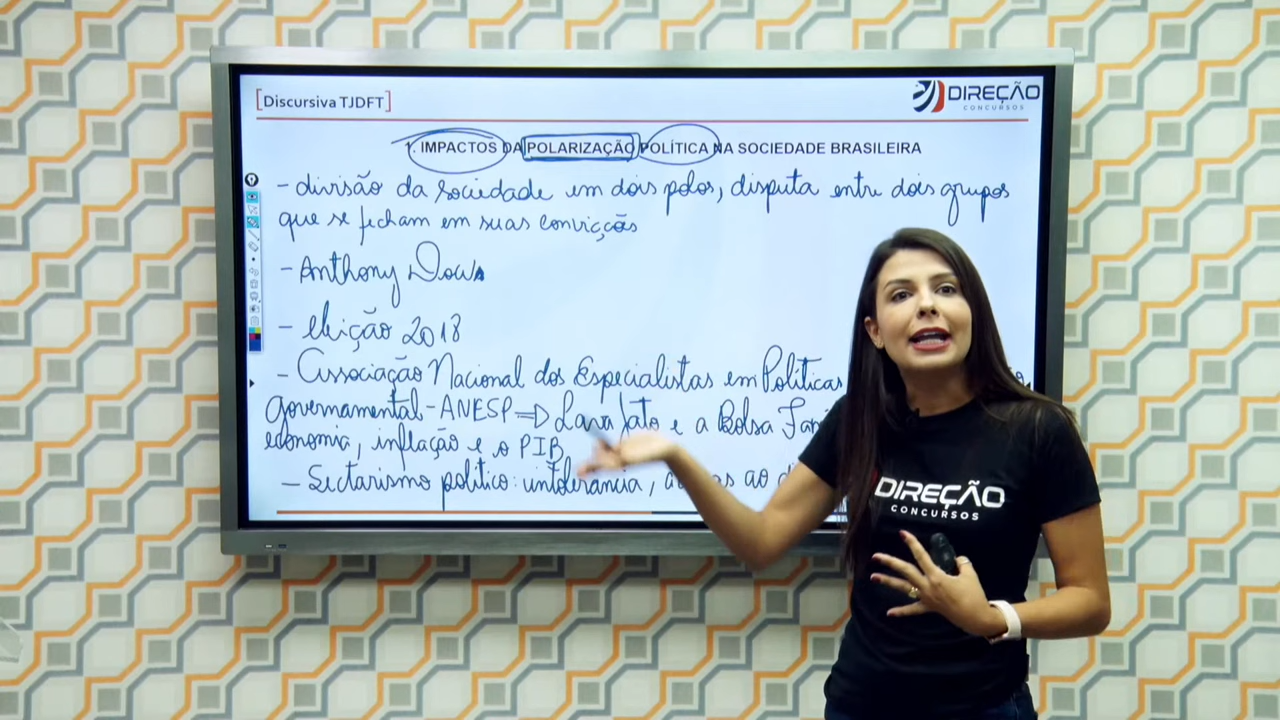 [Discursiva TJDFT]
DIREÇÃO
CONCURSOS
1. IMPACTOS DA POLARIZAÇÃO POLÍTICA NA SOCIEDADE BRASILEIRA
- divisão da sociedade em dois polos, disputa entre dois grupos
que se fecham em suas convicções
- Anthony Downs
- Eleição 2018
- Associação Nacional dos Especialistas em Políticas
governamental - ANESP => Lava Jato e a Bolsa
economia, inflação e o PIB
- Sectarismo político: intolerância, ao
DIREÇÃO
CONCURSOS